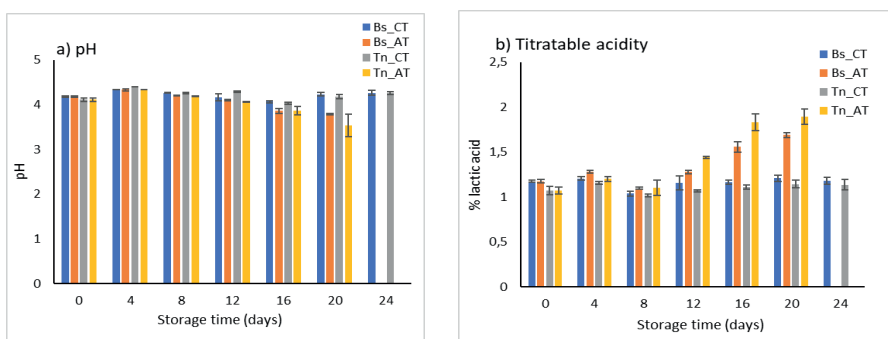 a) pH
Bs_CT
Bs_AT
Tn_CT
Tn_AT
5
4
3
2
1
0
pH
0 4 8 12 16 20 24
Storage time (days)
b) Titratable acidity
Bs_CT
Bs_AT
Tn_CT
Tn_AT
2,5
2
1,5
1
0,5
0
% lactic acid
0 4 8 12 16 20 24
Storage time (days)